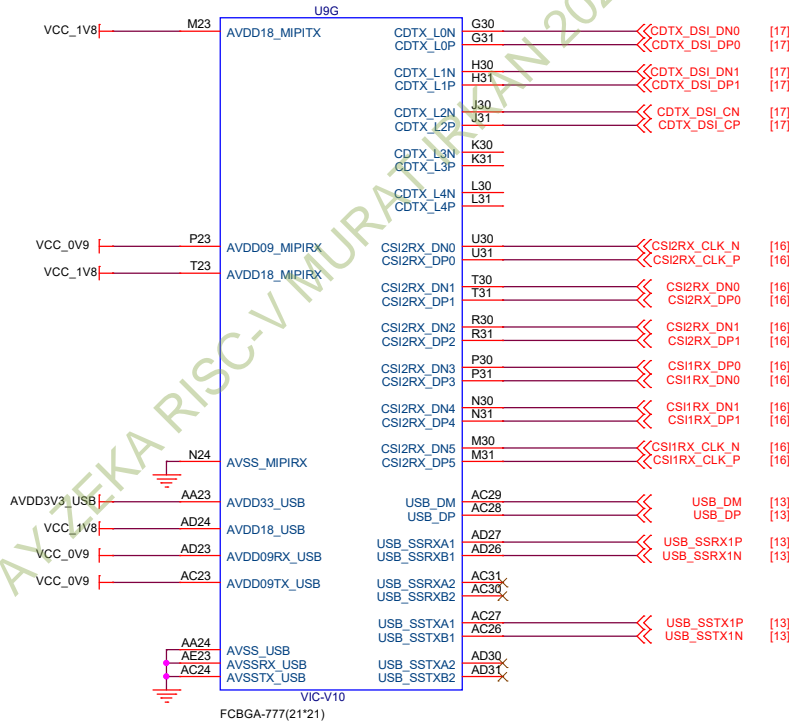 U9G
VCC_1V8 M23 AVDD18_MIPITX
CDTX_L0N G30 CDTX_DSI_DN0 [17]
CDTX_L0P G31 CDTX_DSI_DP0 [17]
CDTX_L1N H30 CDTX_DSI_DN1 [17]
CDTX_L1P H31 CDTX_DSI_DP1 [17]
CDTX_L2N J30 CDTX_DSI_CN [17]
CDTX_L2P J31 CDTX_DSI_CP [17]
CDTX_L3N K30
CDTX_L3P K31
CDTX_L4N L30
CDTX_L4P L31
VCC_0V9 P23 AVDD09_MIPIRX
CSI2RX_DN0 U30 CSI2RX_CLK_N [16]
CSI2RX_DP0 U31 CSI2RX_CLK_P [16]
VCC_1V8 T23 AVDD18_MIPIRX
CSI2RX_DN1 T30 CSI2RX_DN0 [16]
CSI2RX_DP1 T31 CSI2RX_DP0 [16]
CSI2RX_DN2 R30 CSI2RX_DN1 [16]
CSI2RX_DP2 R31 CSI2RX_DP1 [16]
CSI2RX_DN3 P30 CSI1RX_DP0 [16]
CSI2RX_DP3 P31 CSI1RX_DN0 [16]
CSI2RX_DN4 N30 CSI1RX_DN1 [16]
CSI2RX_DP4 N31 CSI1RX_DP1 [16]
CSI2RX_DN5 M30 CSI1RX_CLK_N [16]
CSI2RX_DP5 M31 CSI1RX_CLK_P [16]
N24 AVSS_MIPIRX
AVDD3V3_USB AA23 AVDD33_USB
USB_DM AC29 USB_DM [13]
USB_DP AC28 USB_DP [13]
VCC_1V8 AD24 AVDD18_USB
USB_SSRXA1 AD27 USB_SSRX1P [13]
USB_SSRXB1 AD26 USB_SSRX1N [13]
VCC_0V9 AD23 AVDD09RX_USB
VCC_0V9 AC23 AVDD09TX_USB
USB_SSRXA2 AC31
USB_SSRXB2 AC30
USB_SSTXA1 AC27 USB_SSTX1P [13]
USB_SSTXB1 AC26 USB_SSTX1N [13]
AA24 AVSS_USB
AE23 AVSSRX_USB
AC24 AVSSTX_USB
USB_SSTXA2 AD30
USB_SSTXB2 AD31
VIC-V10
FCBGA-777(21*21)
AY ZEKA RISC-V MURAT IRKAN